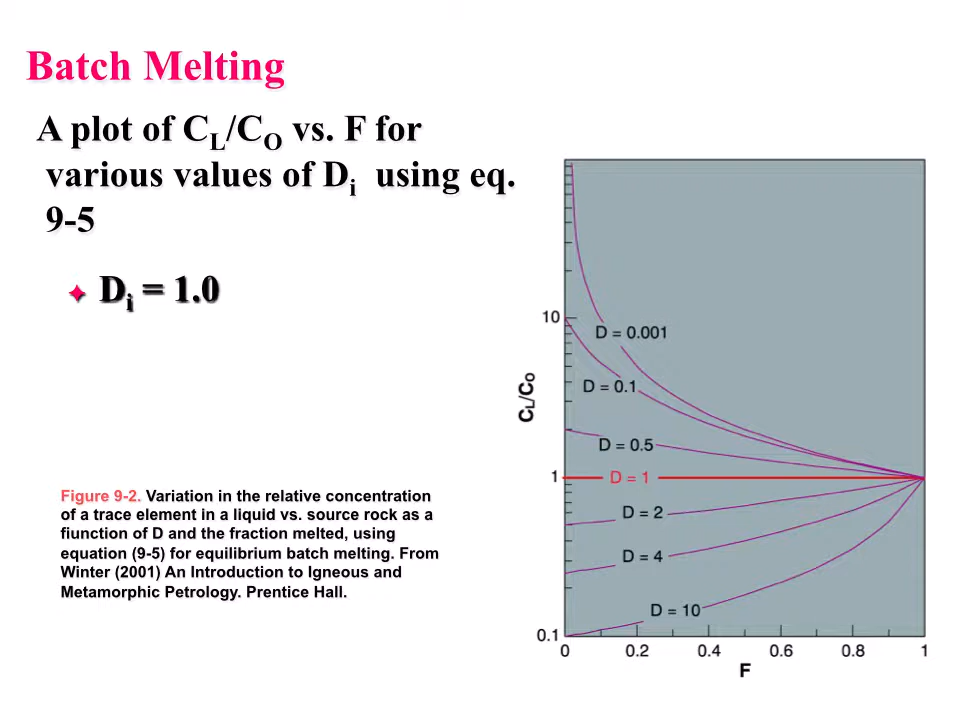 Batch Melting
A plot of CL/CO vs. F for
various values of Di using eq.
9-5
✦ Di = 1.0
Figure 9-2. Variation in the relative concentration
of a trace element in a liquid vs. source rock as a
fiunction of D and the fraction melted, using
equation (9-5) for equilibrium batch melting. From
Winter (2001) An Introduction to Igneous and
Metamorphic Petrology. Prentice Hall.
CL/CO
10
1
0.1
D = 0.001
D = 0.1
D = 0.5
D = 1
D = 2
D = 4
D = 10
0 0.2 0.4 0.6 0.8 1
F